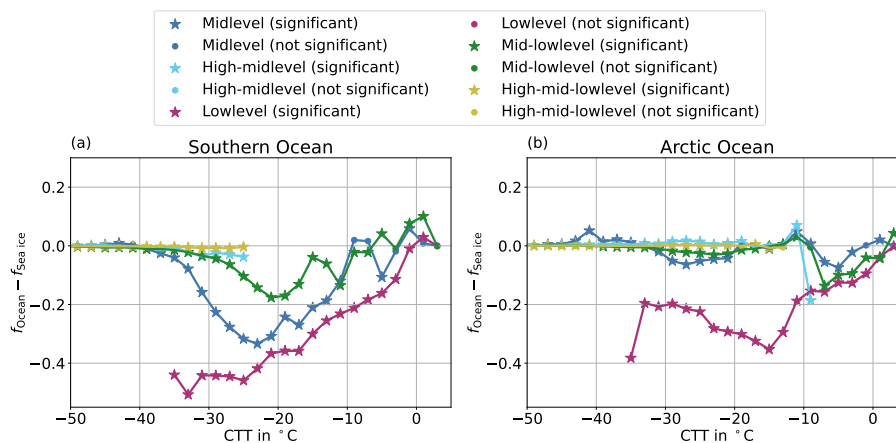 Midlevel (significant)
Midlevel (not significant)
High-midlevel (significant)
High-midlevel (not significant)
Lowlevel (significant)
Lowlevel (not significant)
Mid-lowlevel (significant)
Mid-lowlevel (not significant)
High-mid-lowlevel (significant)
High-mid-lowlevel (not significant)
(a)
Southern Ocean
0.2
0.0
−0.2
−0.4
f_Ocean − f_Sea ice
−50 −40 −30 −20 −10 0
CTT in °C
(b)
Arctic Ocean
0.2
0.0
−0.2
−0.4
f_Ocean − f_Sea ice
−50 −40 −30 −20 −10 0
CTT in °C